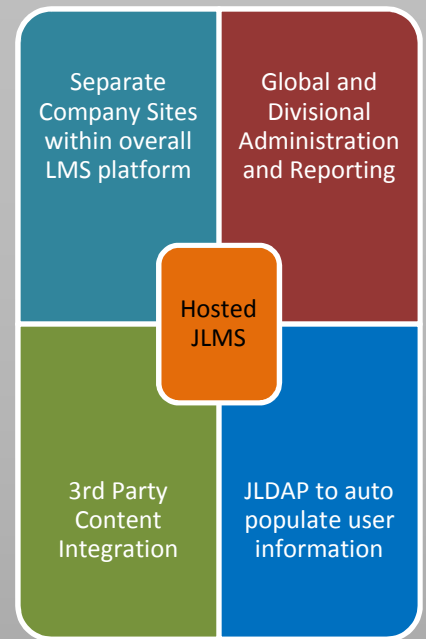 Separate
Company Sites
within overall
LMS platform
Global and
Divisional
Administration
and Reporting
Hosted
JLMS
3rd Party
Content
Integration
JLDAP to auto
populate user
information